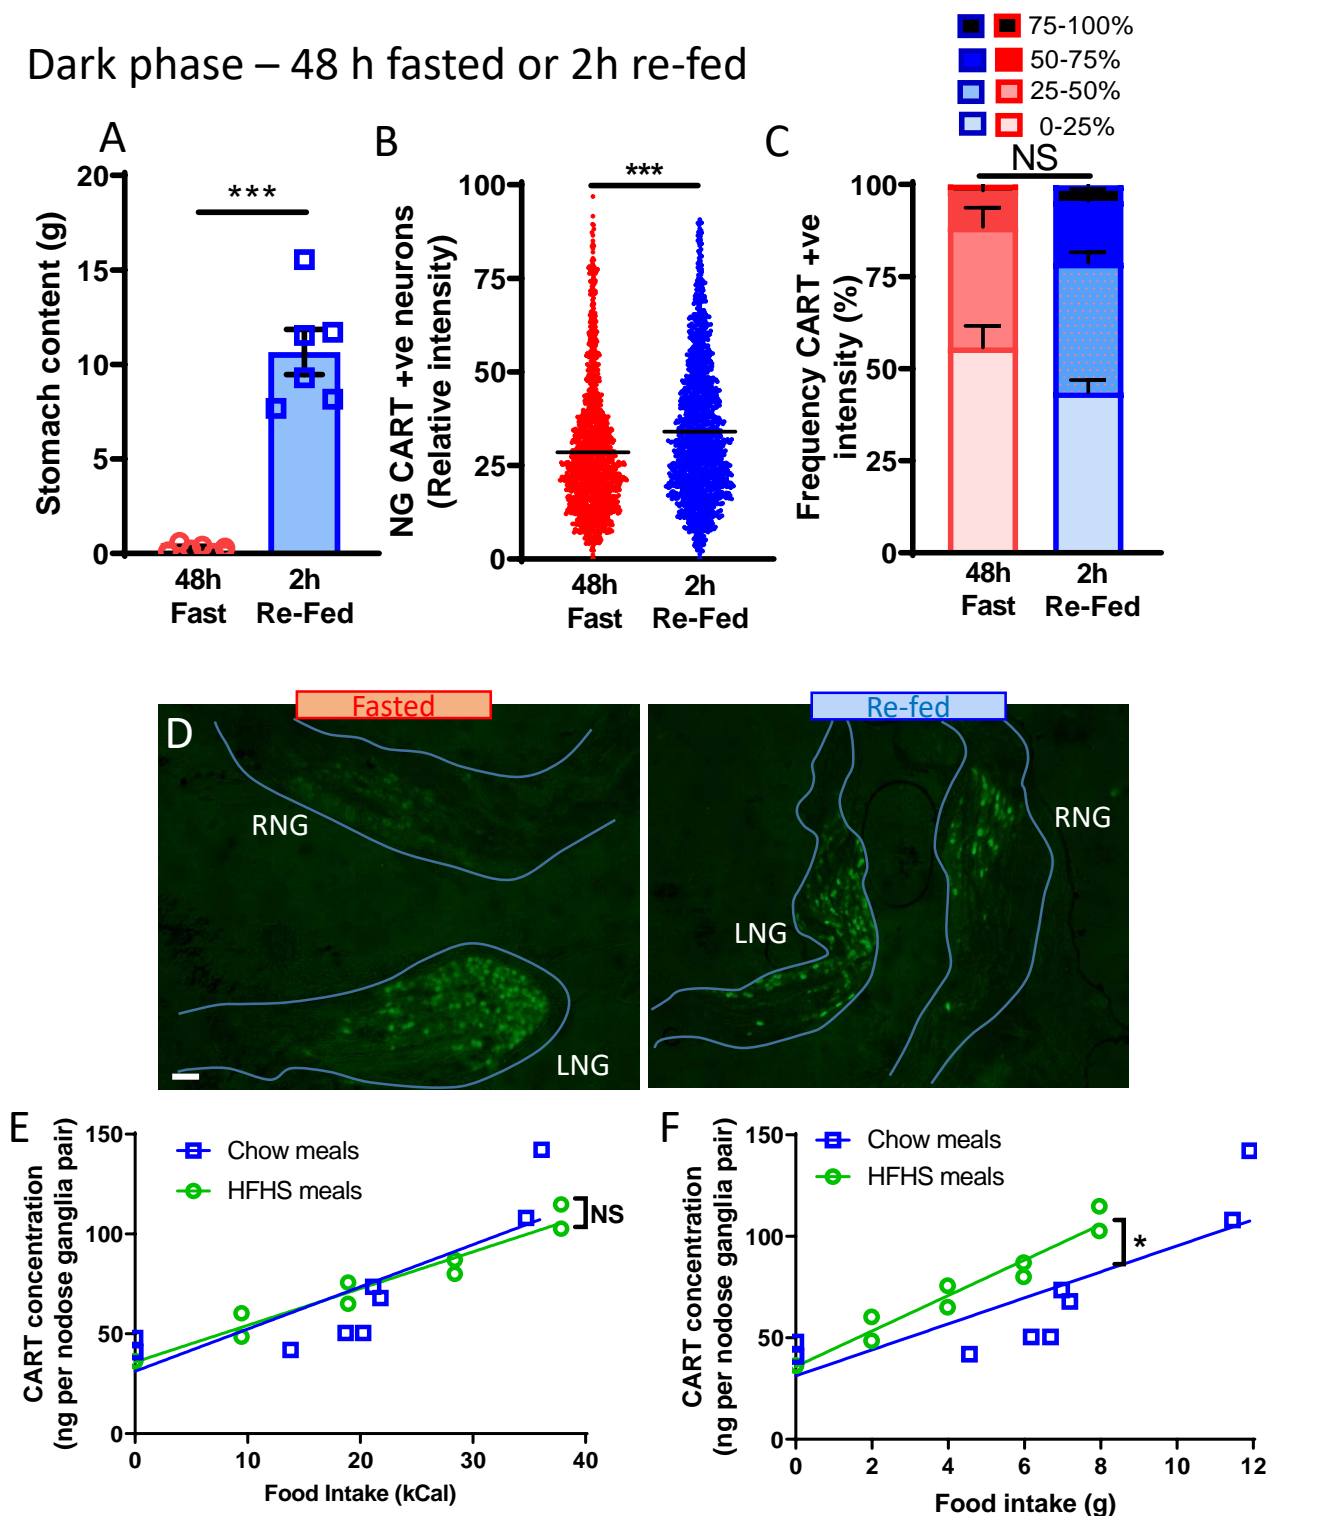 Dark phase – 48 h fasted or 2h re-fed
75-100%
50-75%
25-50%
0-25%
A
Stomach content (g)
20
15
10
5
0
***
48h
Fast
2h
Re-Fed
B
NG CART +ve neurons
(Relative intensity)
100
75
50
25
0
***
48h
Fast
2h
Re-Fed
C
Frequency CART +ve
intensity (%)
100
75
50
25
0
NS
48h
Fast
2h
Re-Fed
D
Fasted
RNG
LNG
Re-fed
RNG
LNG
E
CART concentration
(ng per nodose ganglia pair)
150
100
50
0
Chow meals
HFHS meals
NS
0
10
20
30
40
Food Intake (kCal)
F
CART concentration
(ng per nodose ganglia pair)
150
100
50
0
Chow meals
HFHS meals
*
0
2
4
6
8
10
12
Food intake (g)